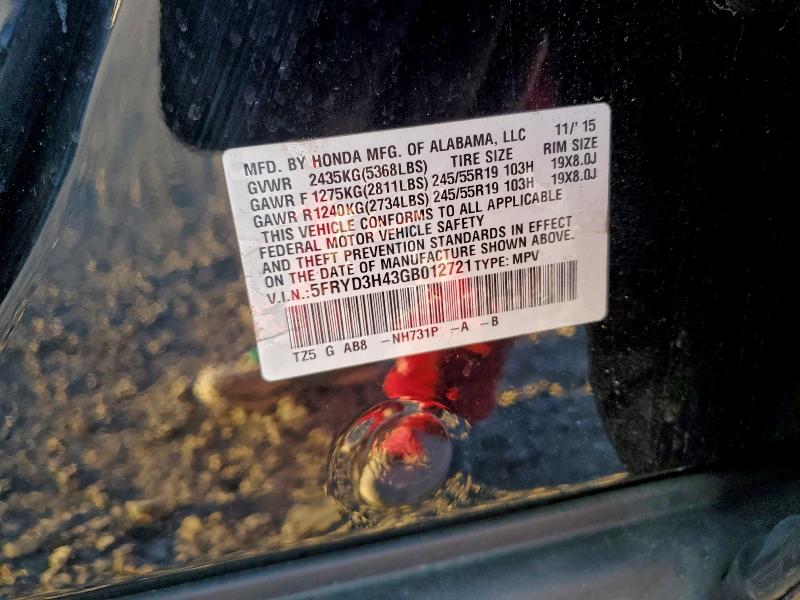 MFD. BY HONDA MFG. OF ALABAMA, LLC 11/'15
GVWR 2435KG(5368LBS) TIRE SIZE RIM SIZE
GAWR F 1275KG(2811LBS) 245/55R19 103H 19X8.0J
GAWR R1240KG(2734LBS) 245/55R19 103H 19X8.0J
THIS VEHICLE CONFORMS TO ALL APPLICABLE
FEDERAL MOTOR VEHICLE SAFETY
AND THEFT PREVENTION STANDARDS IN EFFECT
ON THE DATE OF MANUFACTURE SHOWN ABOVE.
V.I.N.:5FRYD3H43GB012721 TYPE: MPV
TZ5 G AB8 -NH731P -A -B